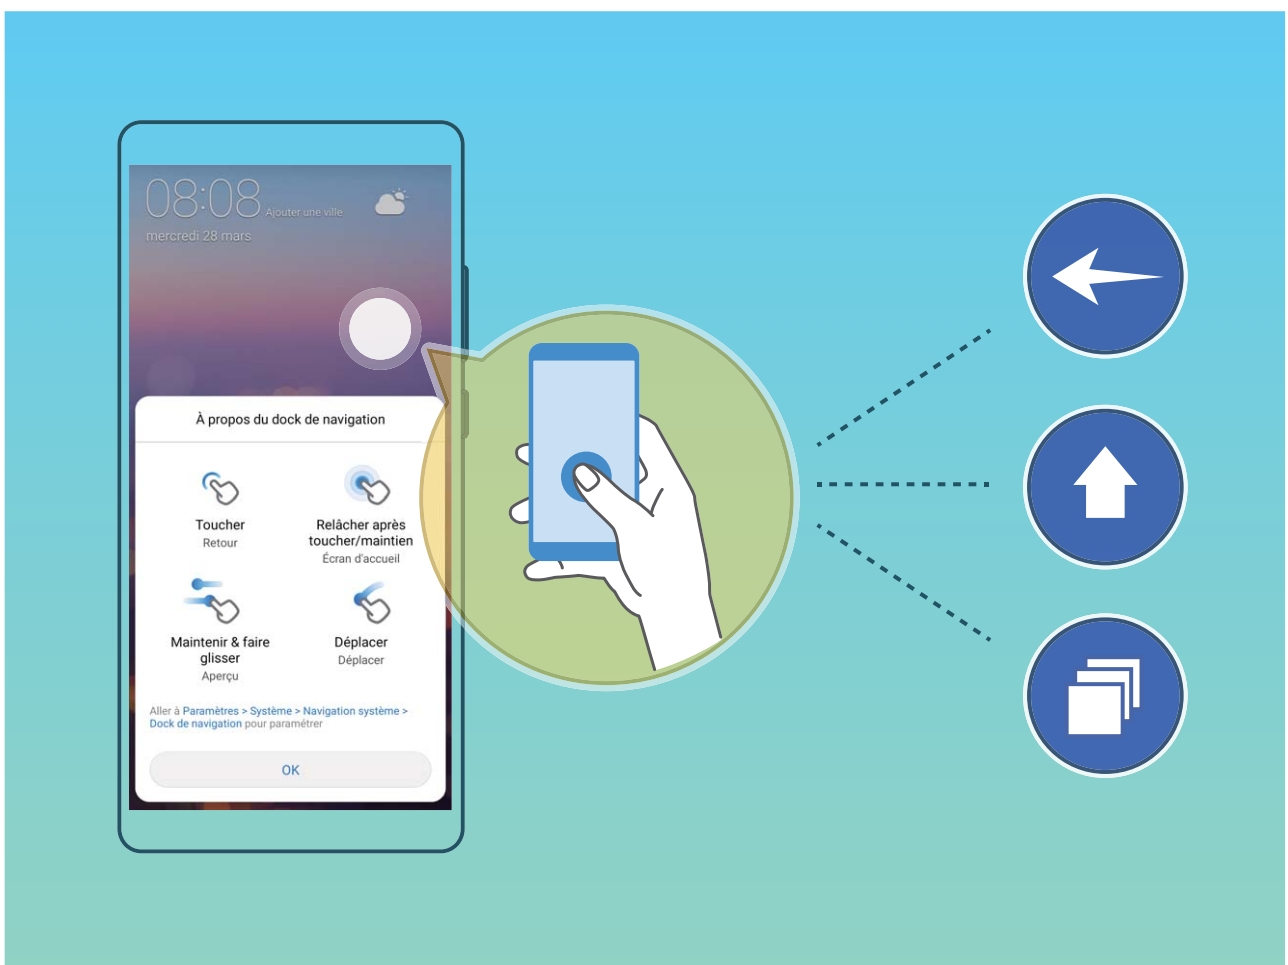 08:08 Ajouter une ville
mercredi 28 mars
À propos du dock de navigation
Toucher
Retour
Relâcher après
toucher/maintien
Écran d'accueil
Maintenir & faire
glisser
Aperçu
Déplacer
Déplacer
Aller à Paramètres > Système > Navigation système >
Dock de navigation pour paramétrer
OK